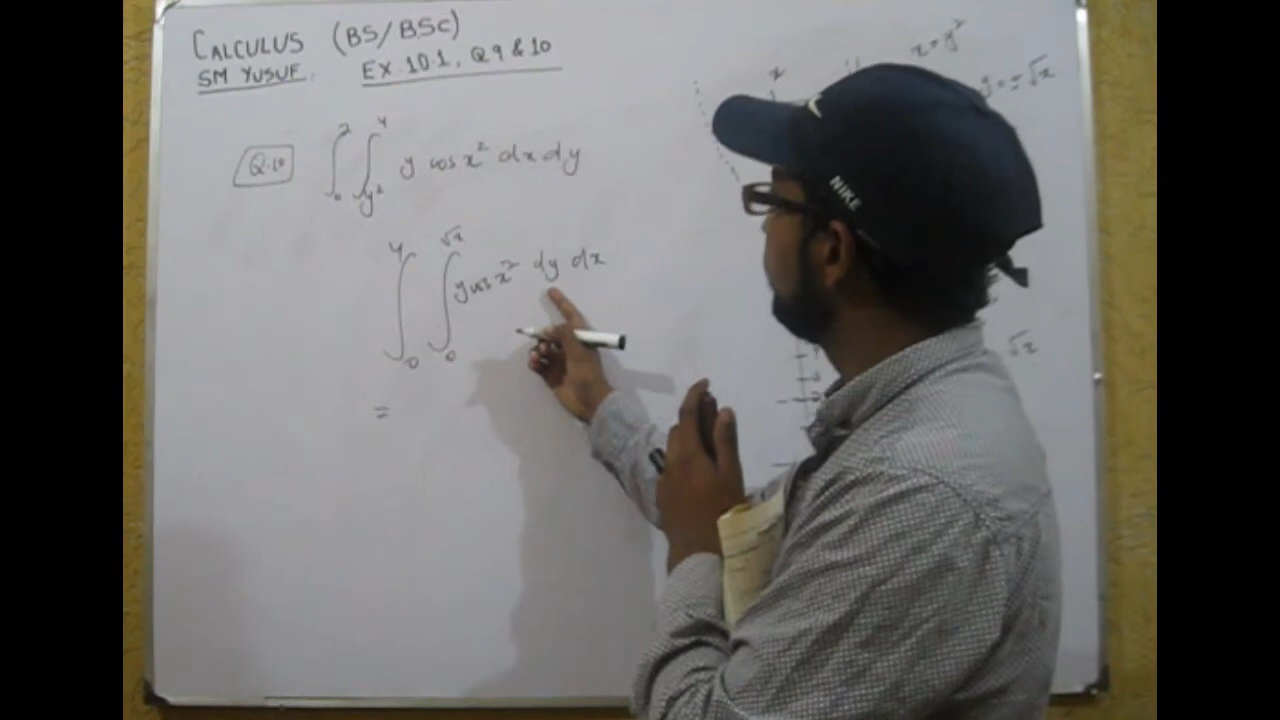 CALCULUS (BS/BSC)
SM YUSUF. EX.10.1, Q9 & 10
Q.10 ∫₀² ∫_{y²}⁴ y cos x² dx dy
∫₀⁴ ∫₀^{√x} y cos x² dy dx
=
x = y²
y = ±√x
x
√x
NIKE